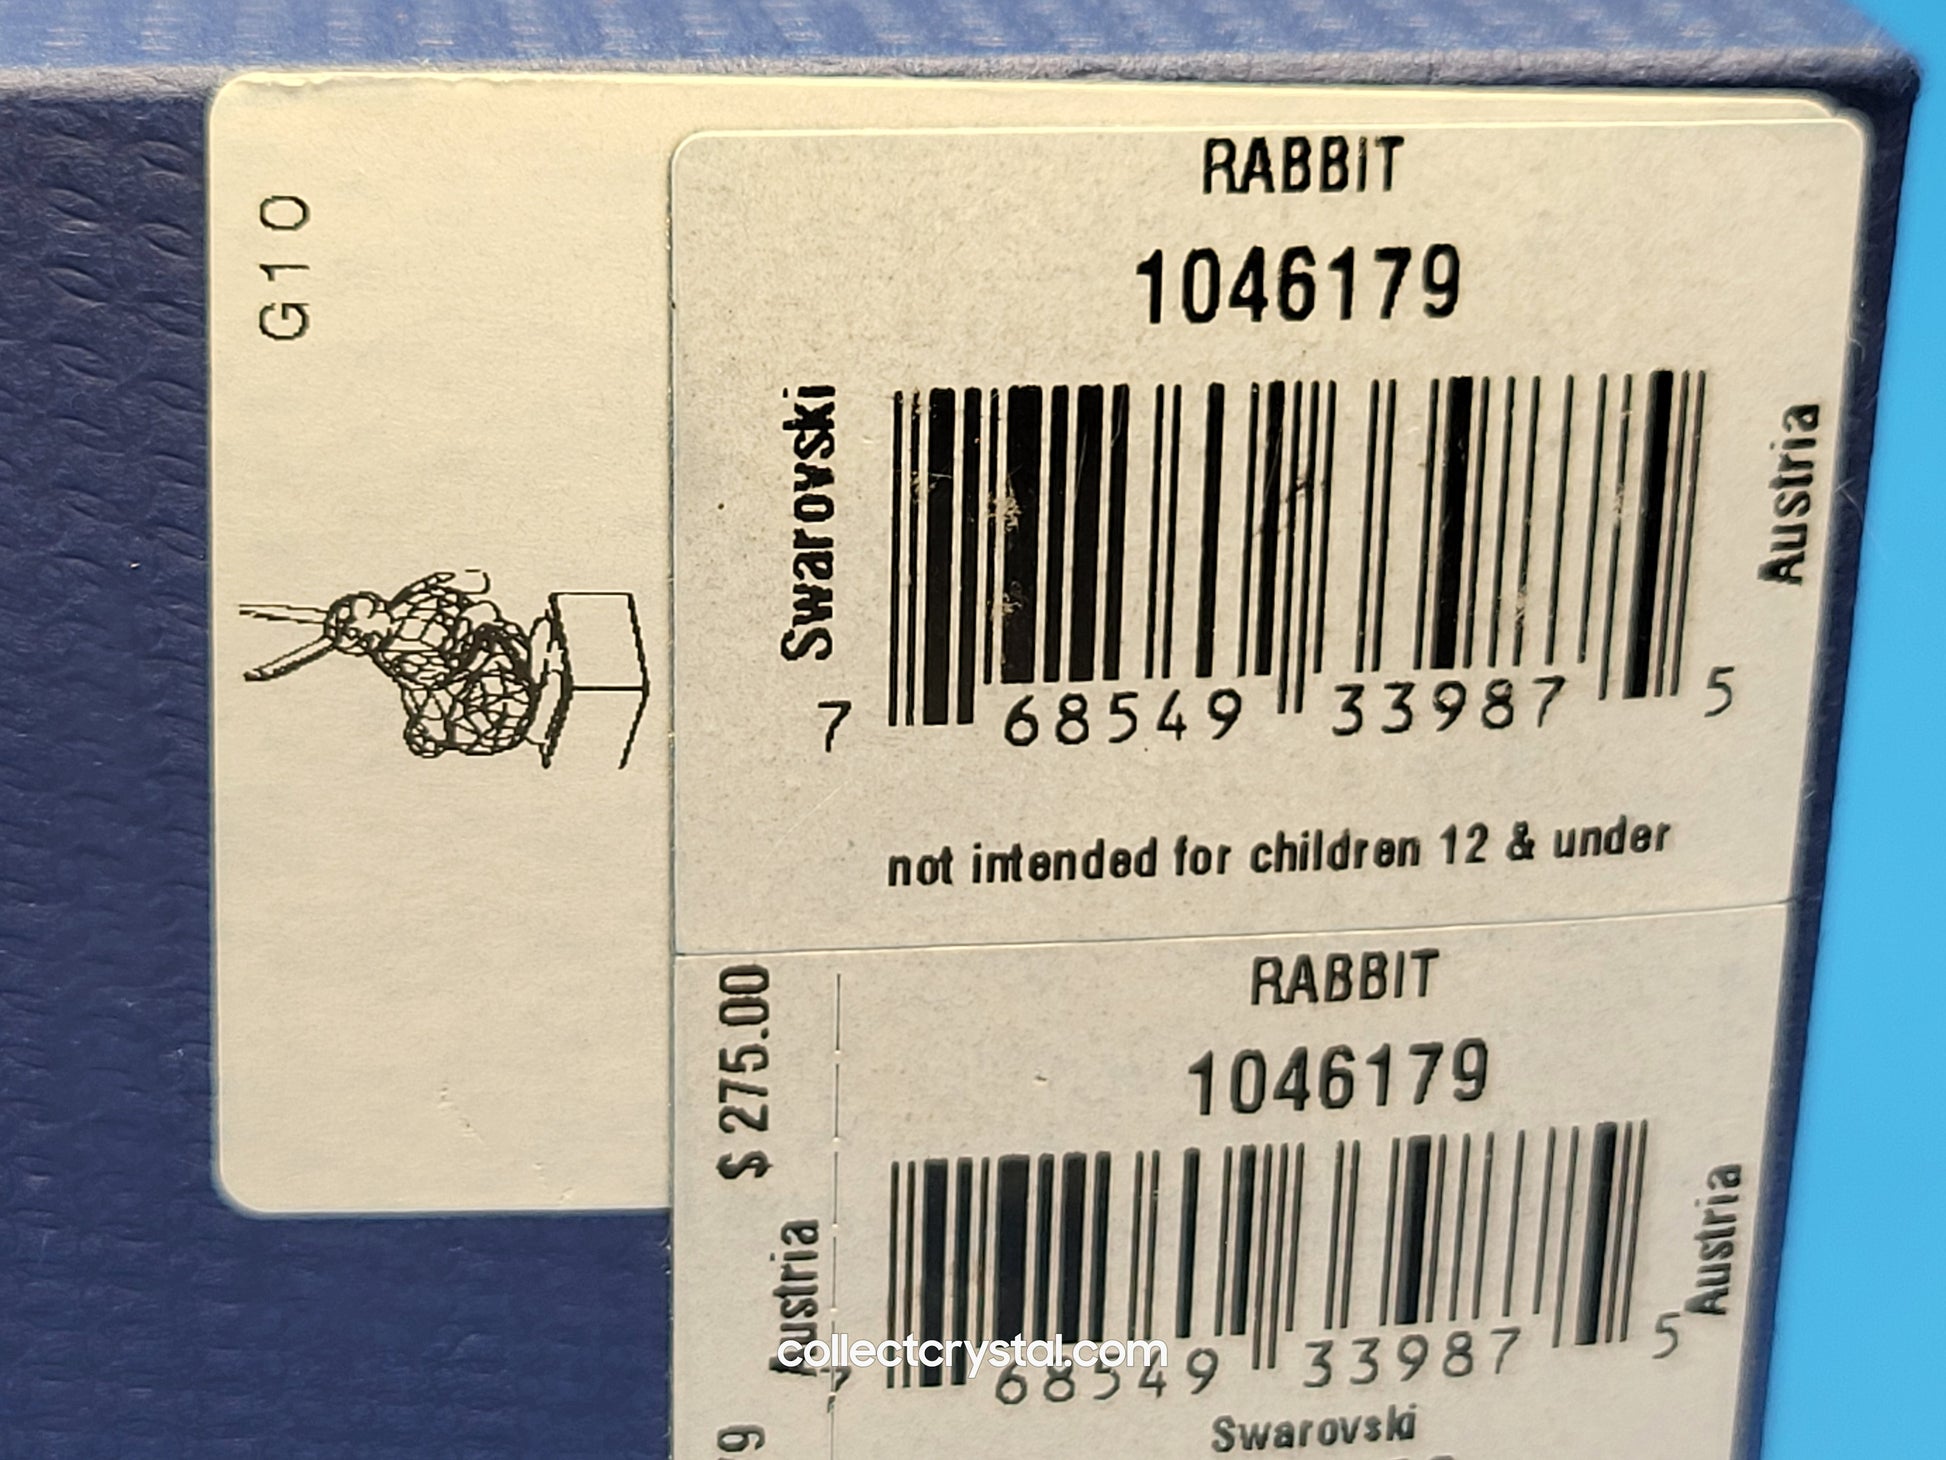 G10
RABBIT
1046179
Swarovski
Austria
7 68549 33987 5
not intended for children 12 & under
$ 275.00
Austria
RABBIT
1046179
Austria
7 68549 33987 5
Swarovski
collectcrystal.com